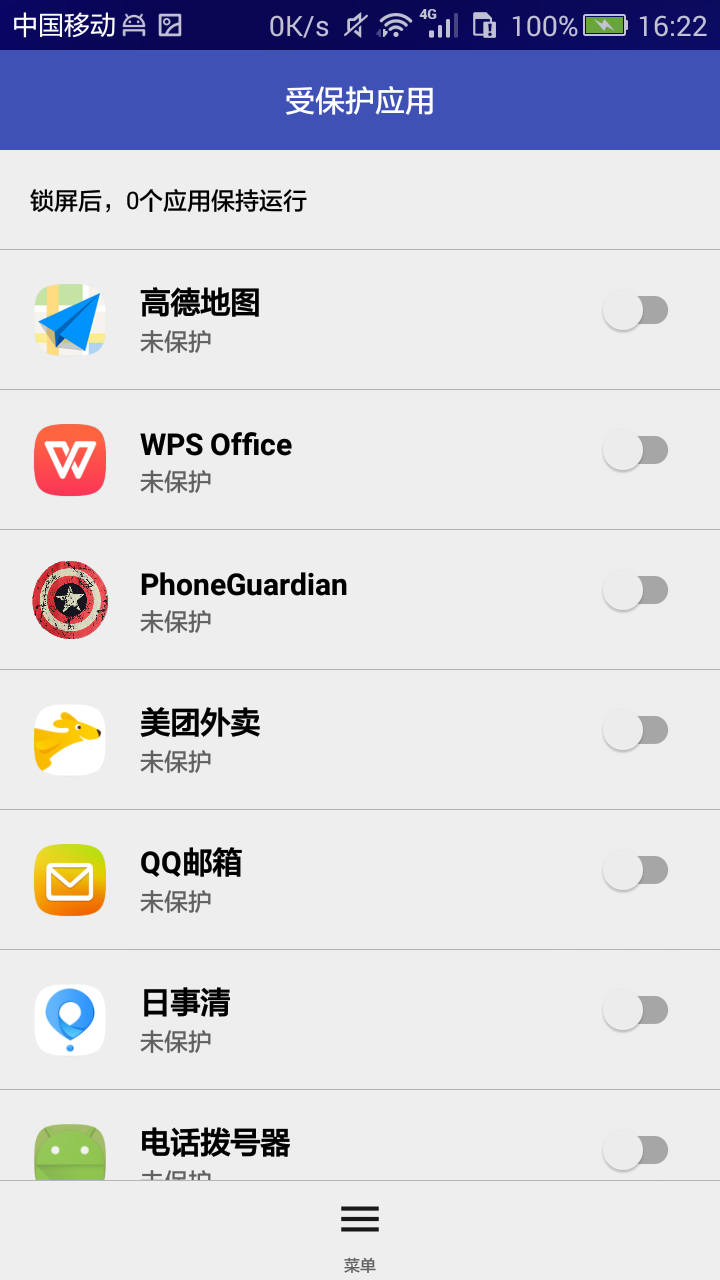 中国移动 0K/s 4G 100% 16:22
受保护应用
锁屏后，0个应用保持运行
高德地图
未保护
WPS Office
未保护
PhoneGuardian
未保护
美团外卖
未保护
QQ邮箱
未保护
日事清
未保护
电话拨号器
未保护
菜单